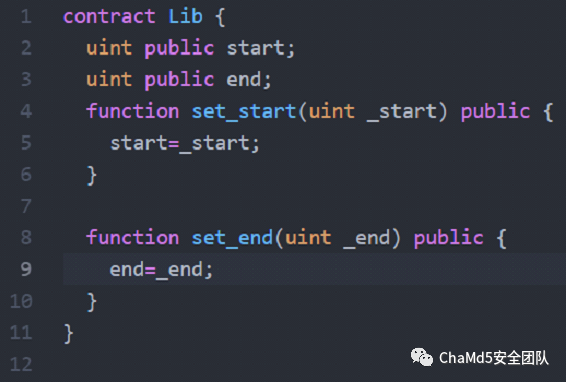 1 contract Lib {
2 uint public start;
3 uint public end;
4 function set_start(uint _start) public {
5 start=_start;
6 }
7
8 function set_end(uint _end) public {
9 end=_end;
10 }
11 }
12
ChaMd5安全团队